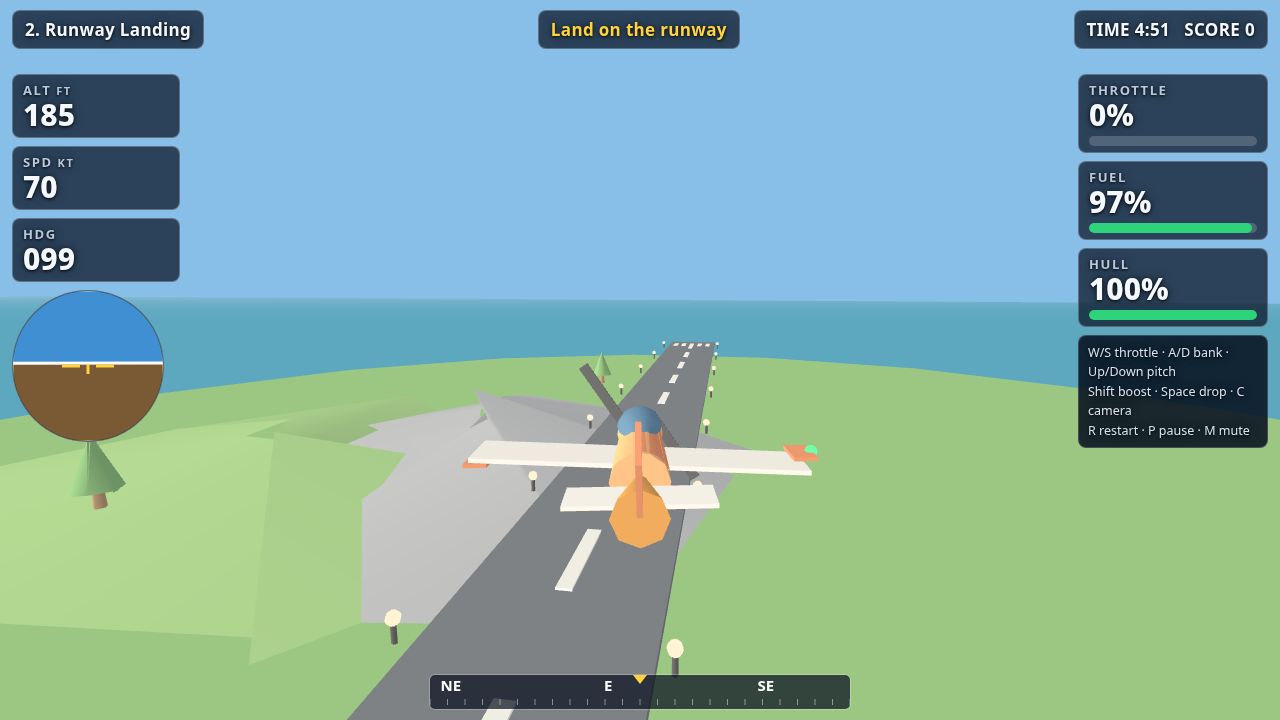 2. Runway Landing
Land on the runway
TIME 4:51 SCORE 0
ALT FT
185
SPD KT
70
HDG
099
THROTTLE
0%
FUEL
97%
HULL
100%
W/S throttle · A/D bank ·
Up/Down pitch
Shift boost · Space drop · C
camera
R restart · P pause · M mute
NE E SE